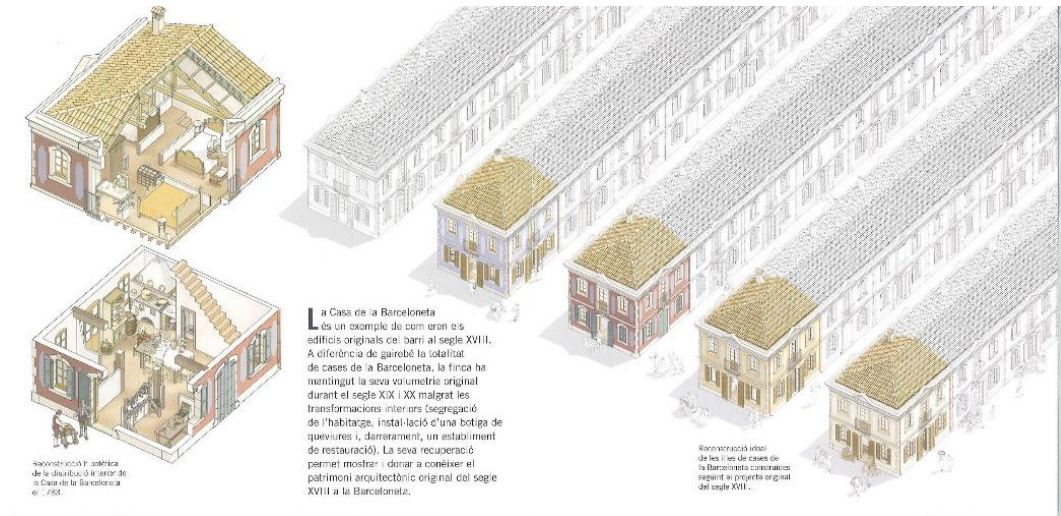 La Casa de la Barceloneta
és un exemple de com eren els
edificis originals del barri al segle XVIII.
A diferència de gairebé la totalitat
de cases de la Barceloneta, la finca ha
mantingut la seva volumetria original
durant el segle XIX i XX malgrat les
transformacions interiors (segregació
de l'habitatge, instal·lació d'una botiga de
queviures i, darrerament, un establiment
de restauració). La seva recuperació
permet mostrar i donar a conèixer el
patrimoni arquitectònic original del segle
XVIII a la Barceloneta.
Reconstrucció hipotètica
de la distribució interior de
la Casa de la Barceloneta
el
Reconstrucció ideal
de les illes de cases de
la Barceloneta construïdes
seguint el projecte original
del segle XVIII.